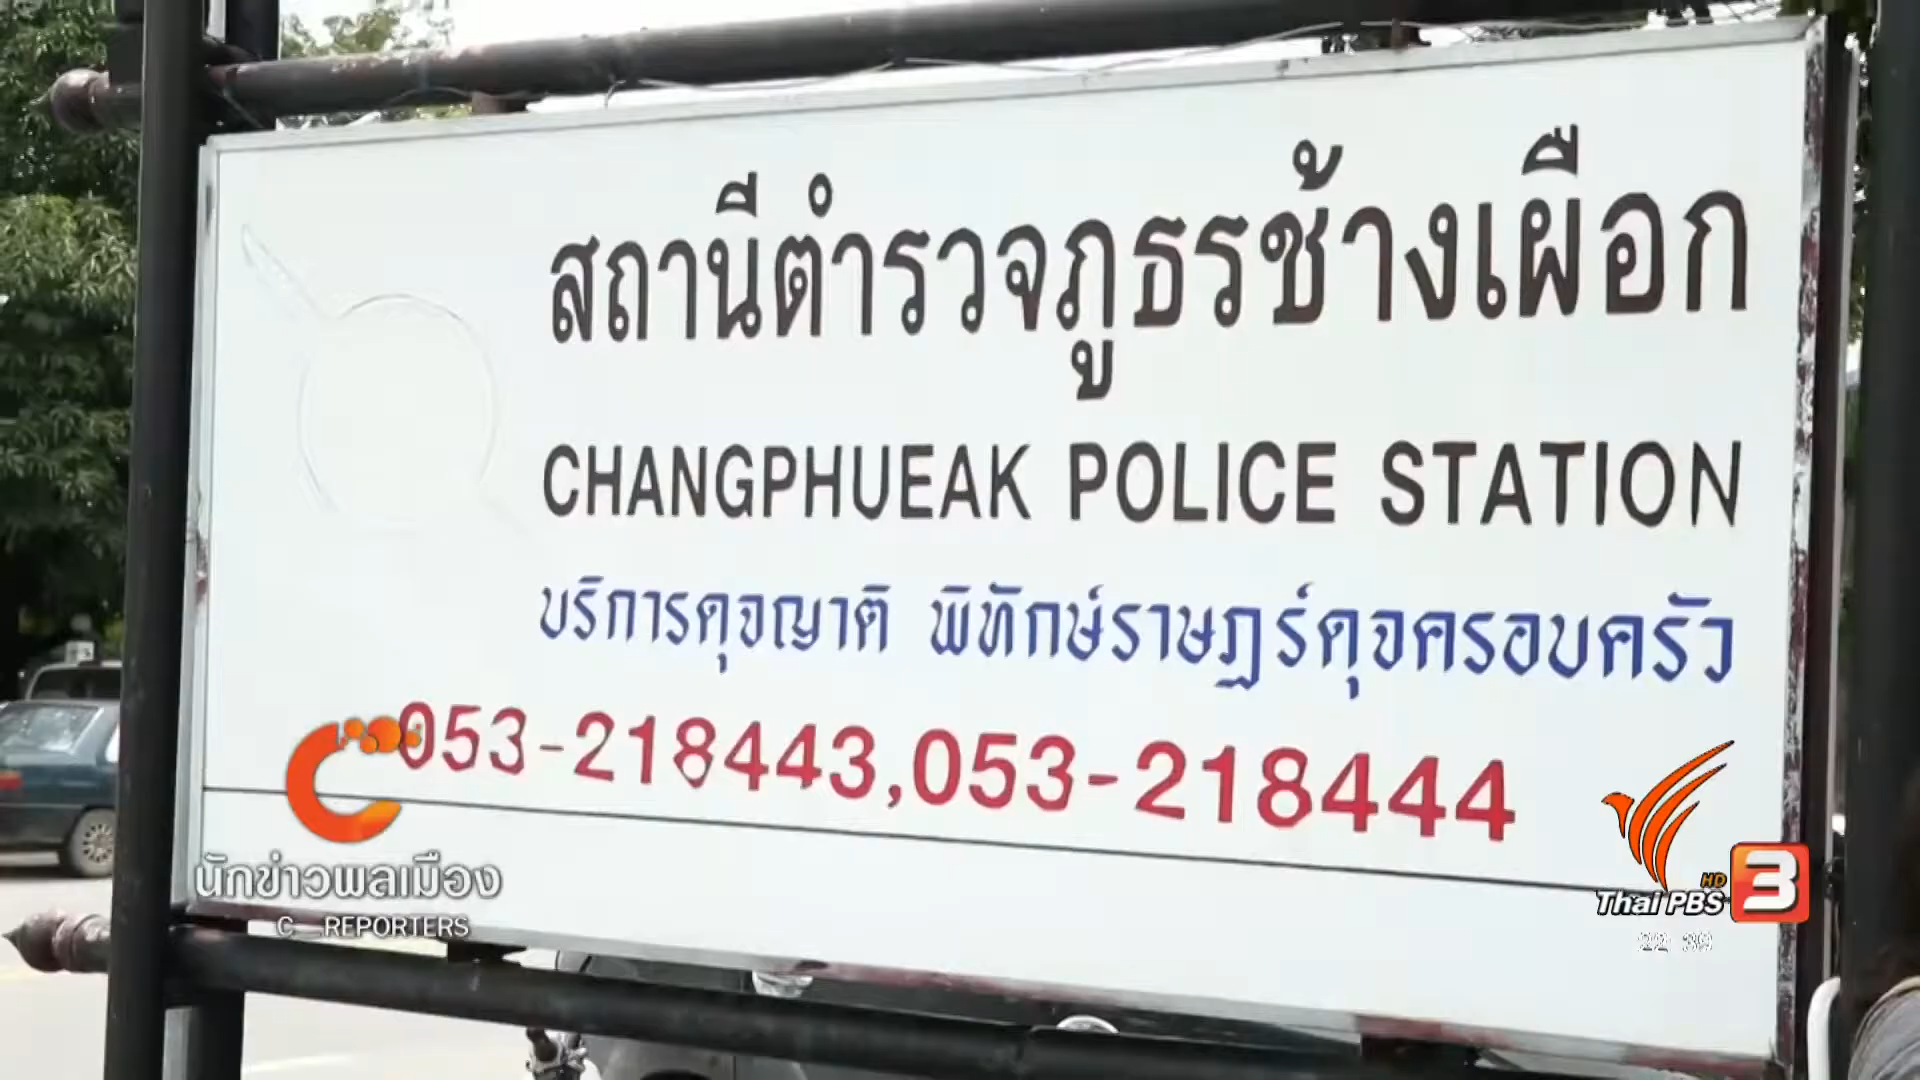 สถานีตำรวจภูธรช้างเผือก
CHANGPHUEAK POLICE STATION
บริการดุจญาติ พิทักษ์ราษฎร์ดุจครอบครัว
053-218443,053-218444
นักข่าวพลเมือง
C REPORTERS
HD
Thai PBS
3
22 39